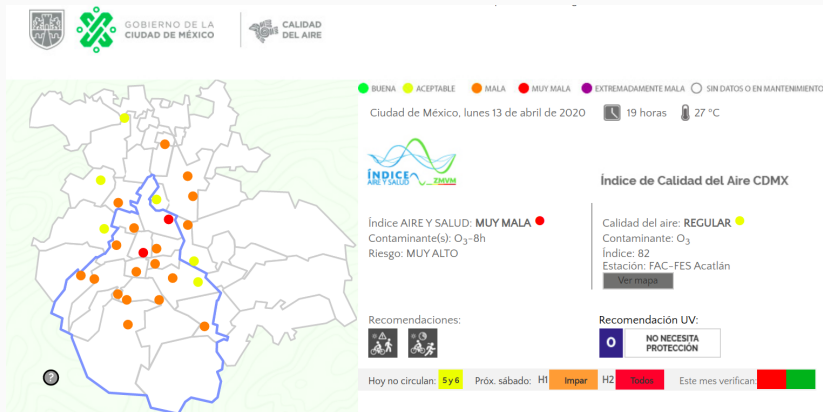 GOBIERNO DE LA
CIUDAD DE MÉXICO
CALIDAD
DEL AIRE
BUENA ACEPTABLE MALA MUY MALA EXTREMADAMENTE MALA SIN DATOS O EN MANTENIMIENTO
Ciudad de México, lunes 13 de abril de 2020 19 horas 27 °C
ÍNDICE
AIRE Y SALUD ZMVM
Índice AIRE Y SALUD: MUY MALA
Contaminante(s): O3-8h
Riesgo: MUY ALTO
Índice de Calidad del Aire CDMX
Calidad del aire: REGULAR
Contaminante: O3
Índice: 82
Estación: FAC-FES Acatlán
Ver mapa
Recomendaciones:
Recomendación UV:
0 NO NECESITA
PROTECCIÓN
?
Hoy no circulan: 5 y 6 Próx. sábado: H1 Impar H2 Todos Este mes verifican: